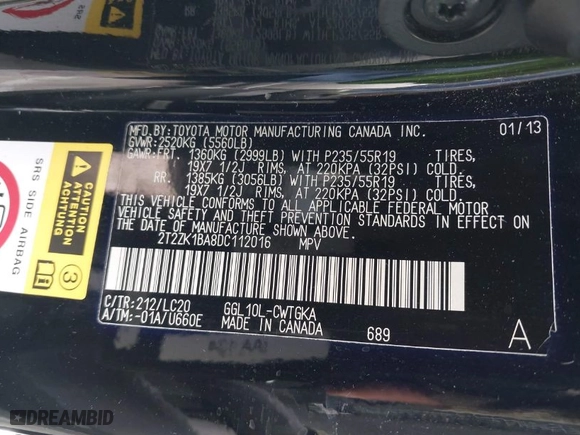 MFD.BY:TOYOTA MOTOR MANUFACTURING CANADA INC. 01/13
GVWR:2520KG (5560LB)
GAWR:FRT. 1360KG (2999LB) WITH P235/55R19 TIRES,
19X7 1/2J RIMS, AT 220KPA (32PSI) COLD.
RR. 1385KG (3055LB) WITH P235/55R19 TIRES,
19X7 1/2J RIMS, AT 220KPA (32PSI) COLD.
THIS VEHICLE CONFORMS TO ALL APPLICABLE FEDERAL MOTOR
VEHICLE SAFETY AND THEFT PREVENTION STANDARDS IN EFFECT ON
THE DATE OF MANUFACTURE SHOWN ABOVE.
2T2ZK1BA8DC112016 MPV
C/TR:212/LC20 GGL10L-CWTGKA
A/TM:-01A/U660E MADE IN CANADA 689 A
SRS SIDE AIRBAG
CAUTION
ATTENTION
ACHTUNG
3
DREAMBID